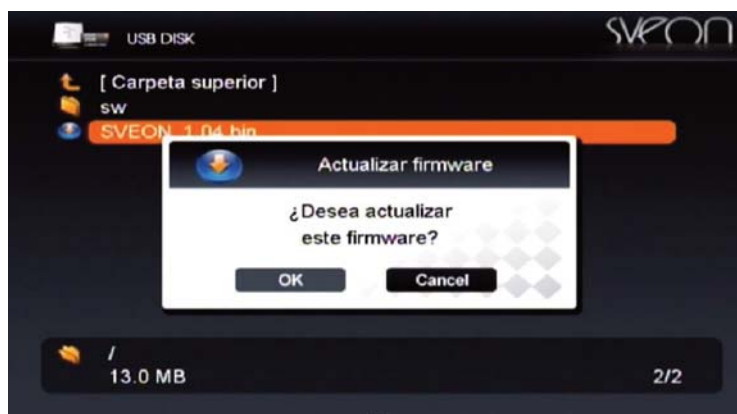 USB DISK
sveon
[ Carpeta superior ]
sw
SVEON_1.04.bin
Actualizar firmware
¿Desea actualizar
este firmware?
OK
Cancel
/
13.0 MB
2/2